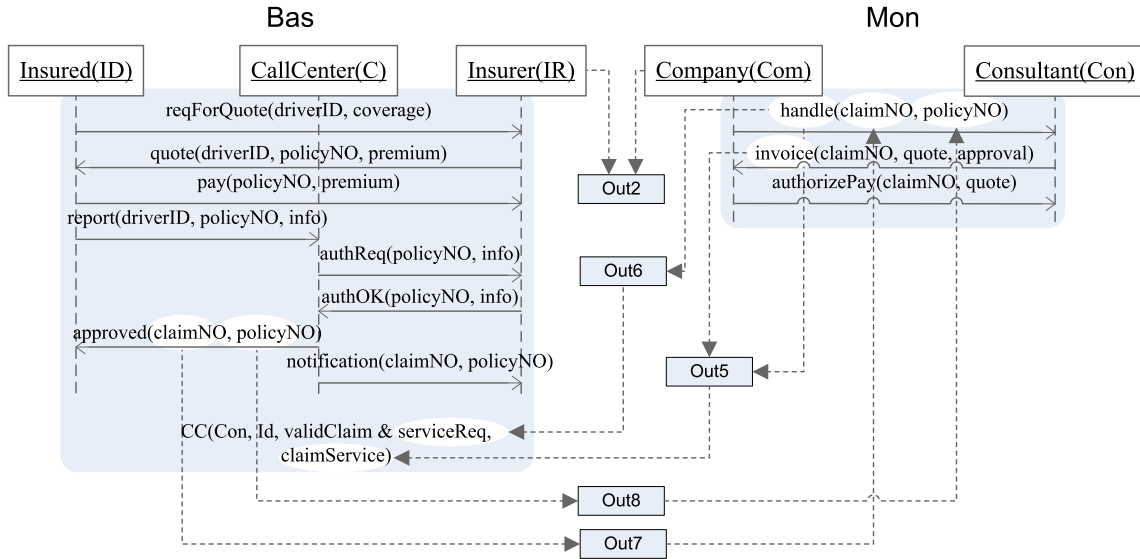 Bas
Mon
Insured(ID)
CallCenter(C)
Insurer(IR)
Company(Com)
Consultant(Con)
reqForQuote(driverID, coverage)
handle(claimNO, policyNO)
quote(driverID, policyNO, premium)
invoice(claimNO, quote, approval)
pay(policyNO, premium)
Out2
authorizePay(claimNO, quote)
report(driverID, policyNO, info)
authReq(policyNO, info)
Out6
authOK(policyNO, info)
approved(claimNO, policyNO)
notification(claimNO, policyNO)
Out5
CC(Con, Id, validClaim & serviceReq,
claimService)
Out8
Out7